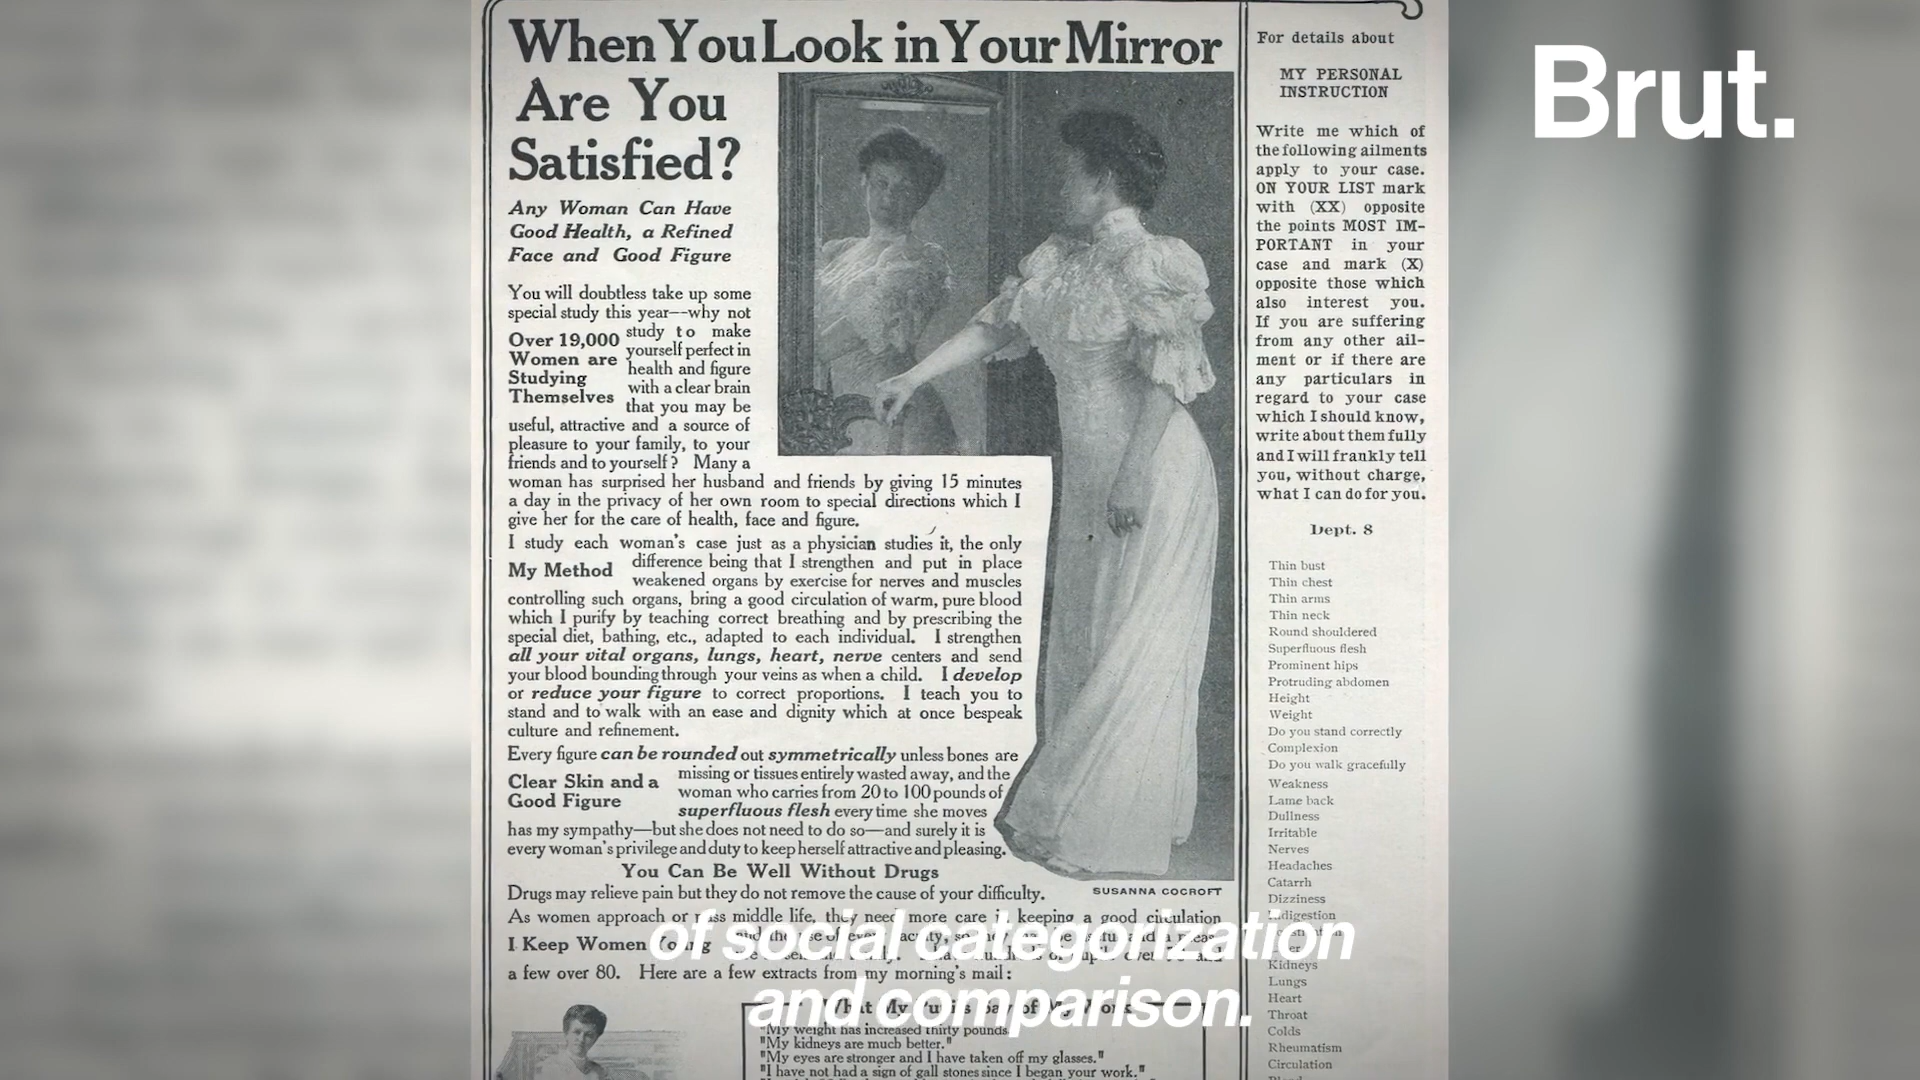 When You Look in Your Mirror
Are You
Satisfied?
Any Woman Can Have
Good Health, a Refined
Face and Good Figure
You will doubtless take up some
special study this year--why not
Over 19,000
Women are
Studying
Themselves
study to make
yourself perfect in
health and figure
with a clear brain
that you may be
useful, attractive and a source of
pleasure to your family, to your
friends and to yourself? Many a
woman has surprised her husband and friends by giving 15 minutes
a day in the privacy of her own room to special directions which I
give her for the care of health, face and figure.
I study each woman's case just as a physician studies it, the only
My Method
difference being that I strengthen and put in place
weakened organs by exercise for nerves and muscles
controlling such organs, bring a good circulation of warm, pure blood
which I purify by teaching correct breathing and by prescribing the
special diet, bathing, etc., adapted to each individual. I strengthen
all your vital organs, lungs, heart, nerve centers and send
your blood bounding through your veins as when a child. I develop
or reduce your figure to correct proportions. I teach you to
stand and to walk with an ease and dignity which at once bespeak
culture and refinement.
Every figure can be rounded out symmetrically unless bones are
Clear Skin and a
Good Figure
missing or tissues entirely wasted away, and the
woman who carries from 20 to 100 pounds of
superfluous flesh every time she moves
has my sympathy—but she does not need to do so—and surely it is
every woman's privilege and duty to keep herself attractive and pleasing.
You Can Be Well Without Drugs
Drugs may relieve pain but they do not remove the cause of your difficulty.
SUSANNA COCROFT
As women approach or pass middle life, they need more care in keeping a good circulation
I Keep Women Young
a few over 80. Here are a few extracts from my morning's mail:
What My Pupils Say of My Work
"My weight has increased thirty pounds.
"My kidneys are much better."
"My eyes are stronger and I have taken off my glasses."
"I have not had a sign of gall stones since I began your work."
For details about
MY PERSONAL
INSTRUCTION
Write me which of
the following ailments
apply to your case.
ON YOUR LIST mark
with (XX) opposite
the points MOST IM-
PORTANT in your
case and mark (X)
opposite those which
also interest you.
If you are suffering
from any other ail-
ment or if there are
any particulars in
regard to your case
which I should know,
write about them fully
and I will frankly tell
you, without charge,
what I can do for you.
Dept. 8
Thin bust
Thin chest
Thin arms
Thin neck
Round shouldered
Superfluous flesh
Prominent hips
Protruding abdomen
Height
Weight
Do you stand correctly
Complexion
Do you walk gracefully
Weakness
Lame back
Dullness
Irritable
Nerves
Headaches
Catarrh
Dizziness
Indigestion
Kidneys
Lungs
Heart
Throat
Colds
Rheumatism
Circulation
Brut.
of social categorization
and comparison.